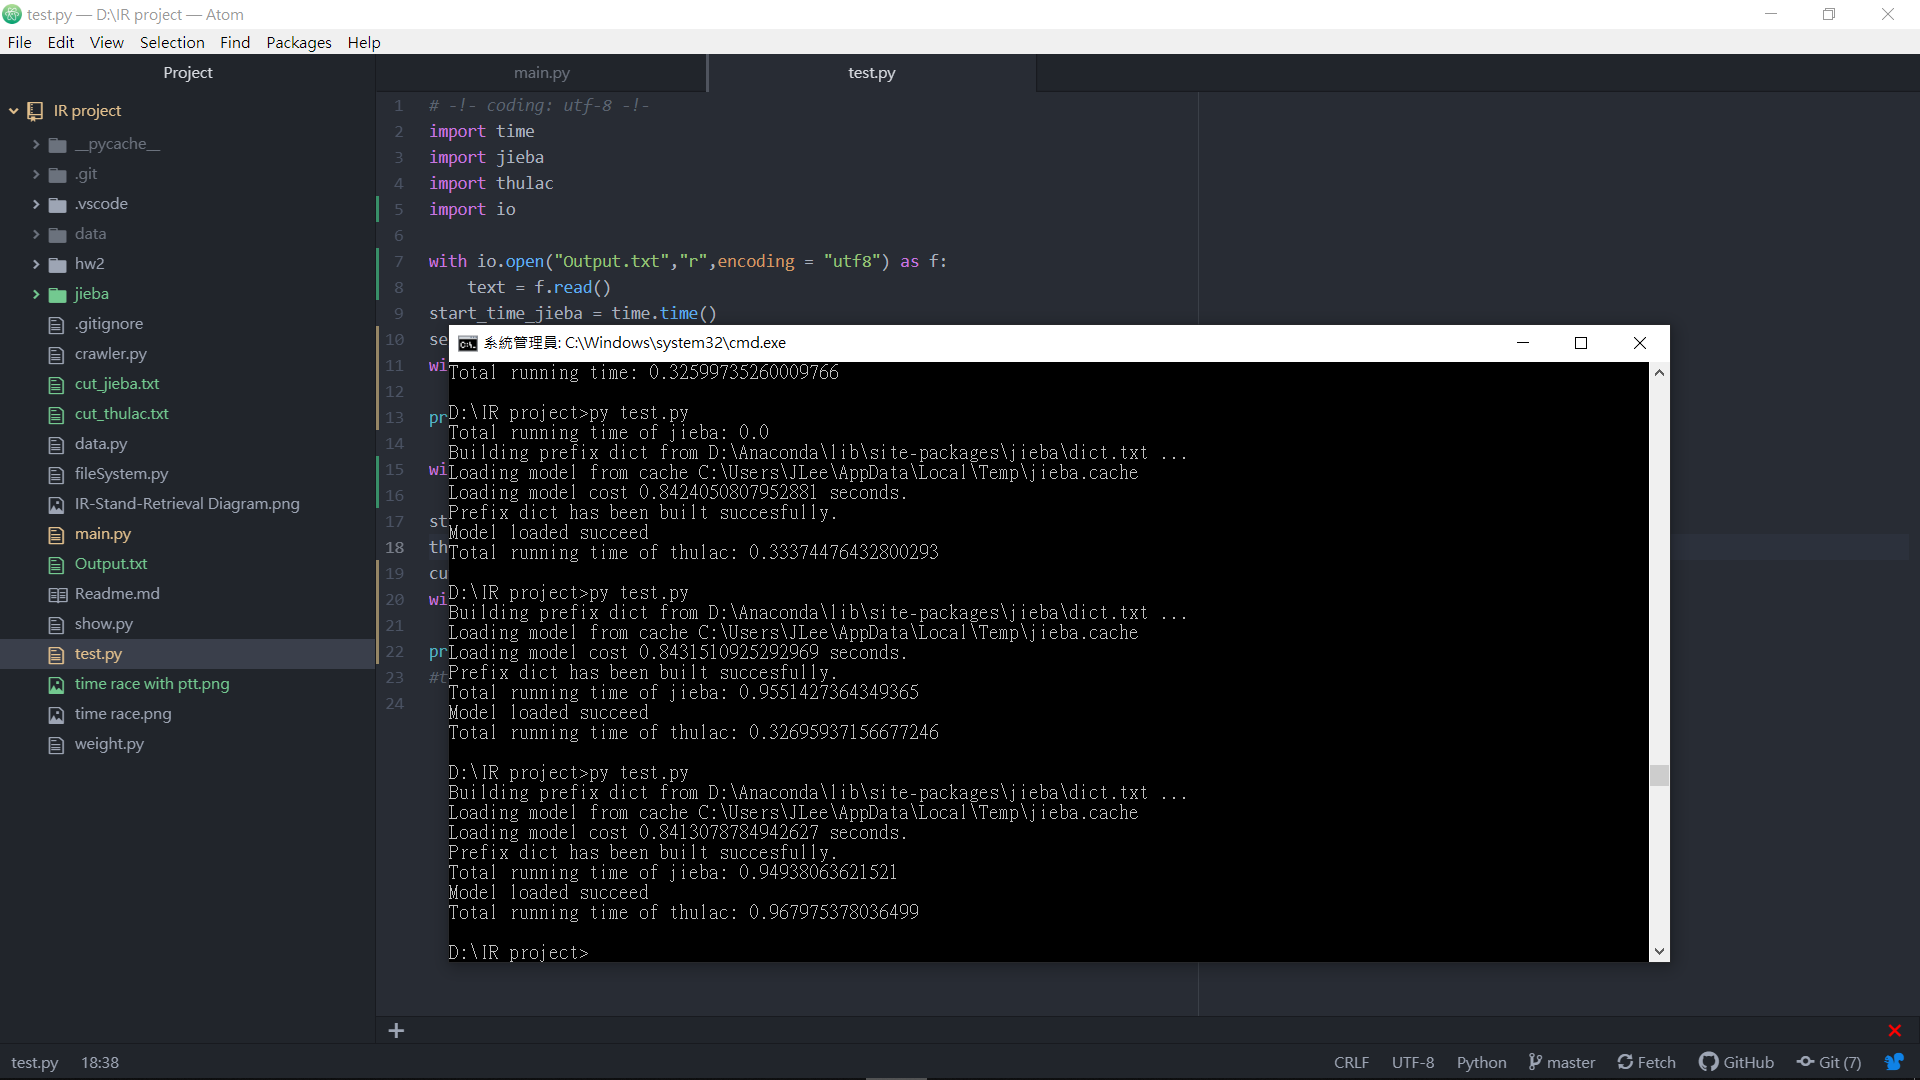 test.py — D:\IR project — Atom
File Edit View Selection Find Packages Help
Project
main.py
test.py
IR project
__pycache__
.git
.vscode
data
hw2
jieba
.gitignore
crawler.py
cut_jieba.txt
cut_thulac.txt
data.py
fileSystem.py
IR-Stand-Retrieval Diagram.png
main.py
Output.txt
Readme.md
show.py
test.py
time race with ptt.png
time race.png
weight.py
1 # -!- coding: utf-8 -!-
2 import time
3 import jieba
4 import thulac
5 import io
6
7 with io.open("Output.txt","r",encoding = "utf8") as f:
8 text = f.read()
9 start_time_jieba = time.time()
10 se
11 wi
12
13 pr
14
15 wi
16
17 st
18 th
19 cu
20 wi
21
22 pr
23 #t
24
系統管理員: C:\Windows\system32\cmd.exe
Total running time: 0.32599735260009766
D:\IR project>py test.py
Total running time of jieba: 0.0
Building prefix dict from D:\Anaconda\lib\site-packages\jieba\dict.txt ...
Loading model from cache C:\Users\JLee\AppData\Local\Temp\jieba.cache
Loading model cost 0.8424050807952881 seconds.
Prefix dict has been built succesfully.
Model loaded succeed
Total running time of thulac: 0.33374476432800293
D:\IR project>py test.py
Building prefix dict from D:\Anaconda\lib\site-packages\jieba\dict.txt ...
Loading model from cache C:\Users\JLee\AppData\Local\Temp\jieba.cache
Loading model cost 0.8431510925292969 seconds.
Prefix dict has been built succesfully.
Total running time of jieba: 0.9551427364349365
Model loaded succeed
Total running time of thulac: 0.32695937156677246
D:\IR project>py test.py
Building prefix dict from D:\Anaconda\lib\site-packages\jieba\dict.txt ...
Loading model from cache C:\Users\JLee\AppData\Local\Temp\jieba.cache
Loading model cost 0.8413078784942627 seconds.
Prefix dict has been built succesfully.
Total running time of jieba: 0.94938063621521
Model loaded succeed
Total running time of thulac: 0.967975378036499
D:\IR project>
test.py 18:38 CRLF UTF-8 Python master Fetch GitHub Git (7)